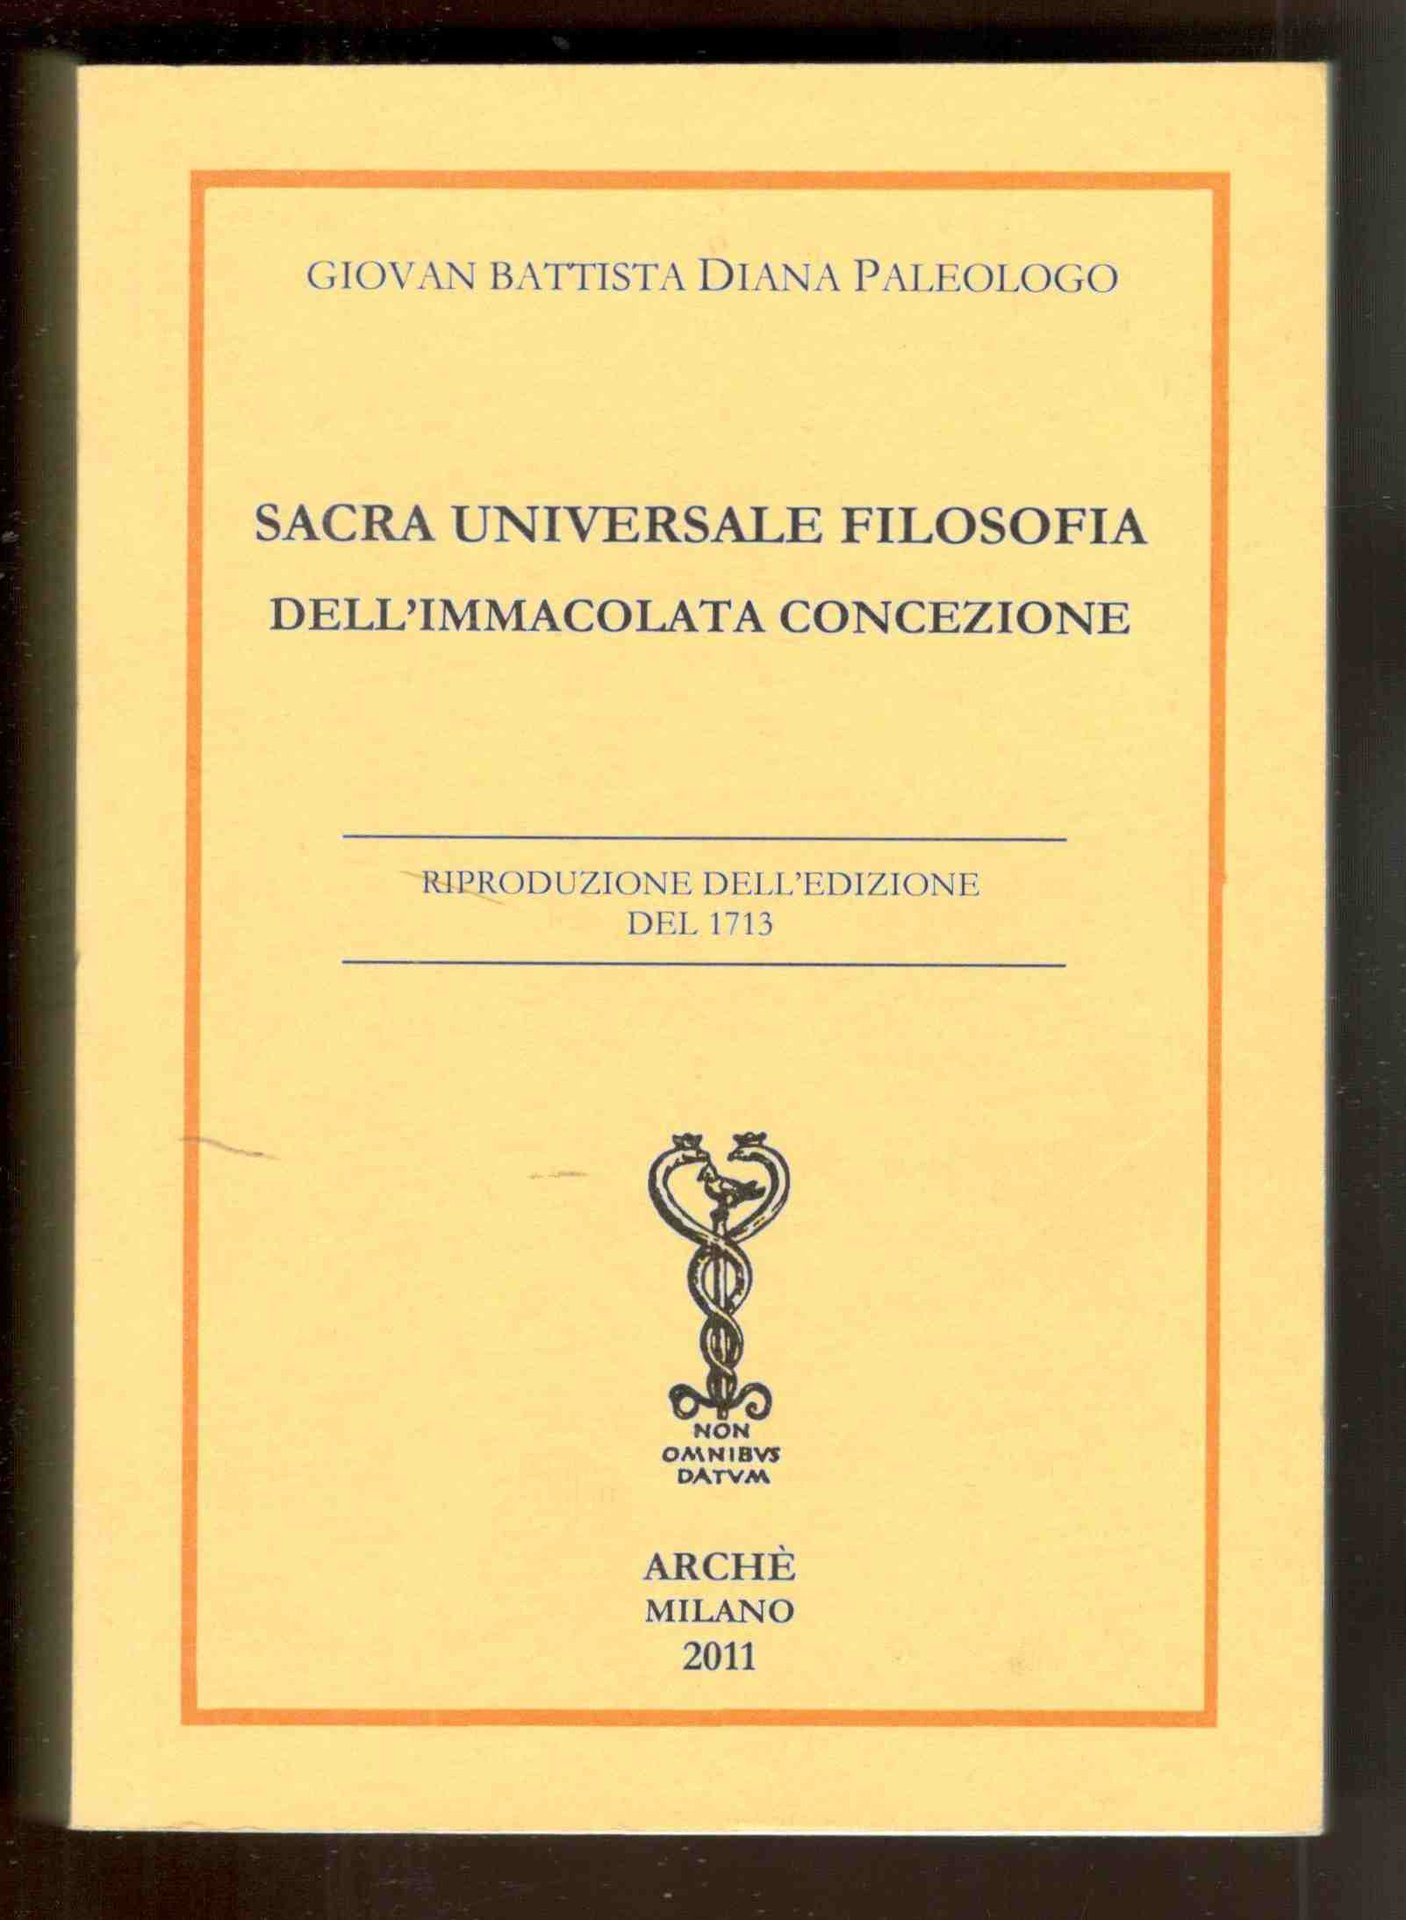 GIOVAN BATTISTA DIANA PALEOLOGO
SACRA UNIVERSALE FILOSOFIA
DELL’IMMACOLATA CONCEZIONE
RIPRODUZIONE DELL’EDIZIONE
DEL 1713
NON
OMNIBVS
DATVM
ARCHÈ
MILANO
2011